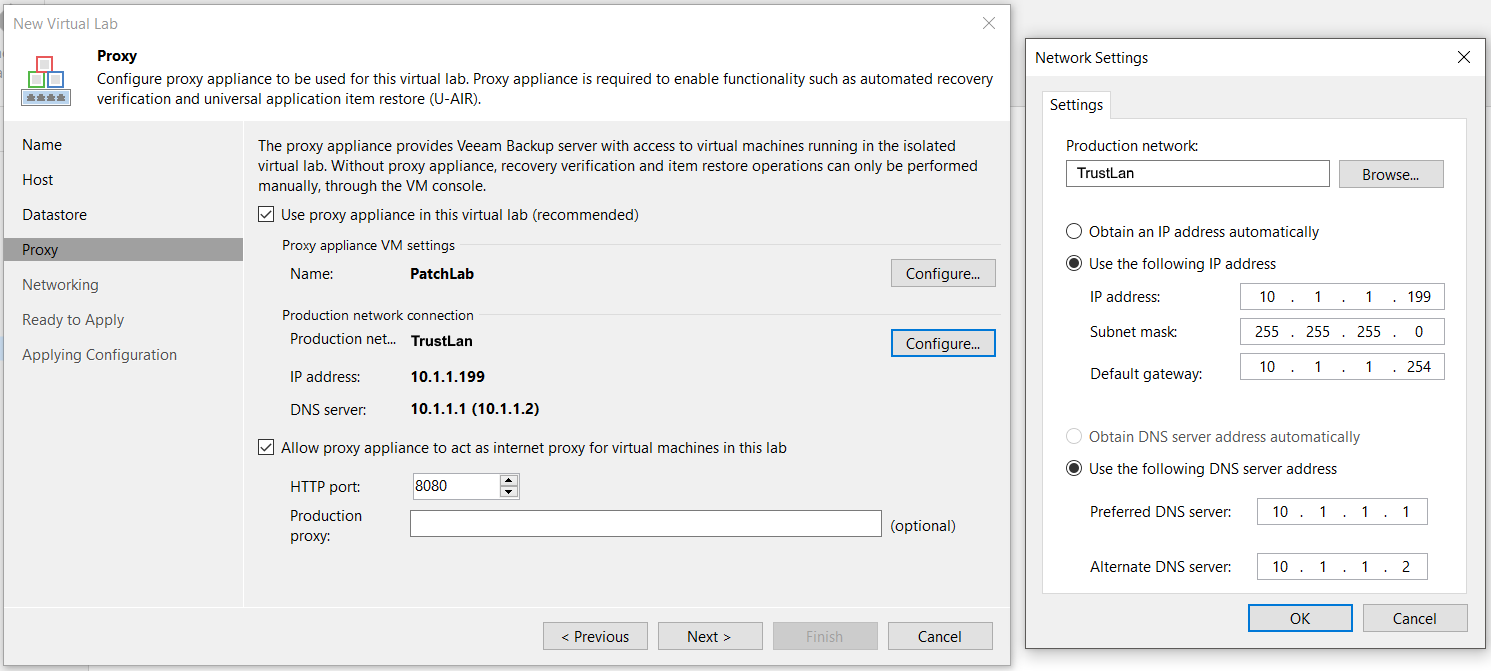 New Virtual Lab
Proxy
Configure proxy appliance to be used for this virtual lab. Proxy appliance is required to enable functionality such as automated recovery
verification and universal application item restore (U-AIR).
Name
Host
Datastore
Proxy
Networking
Ready to Apply
Applying Configuration
The proxy appliance provides Veeam Backup server with access to virtual machines running in the isolated
virtual lab. Without proxy appliance, recovery verification and item restore operations can only be performed
manually, through the VM console.
Use proxy appliance in this virtual lab (recommended)
Proxy appliance VM settings
Name: PatchLab Configure...
Production network connection
Production net... TrustLan Configure...
IP address: 10.1.1.199
DNS server: 10.1.1.1 (10.1.1.2)
Allow proxy appliance to act as internet proxy for virtual machines in this lab
HTTP port: 8080
Production
proxy: (optional)
< Previous Next > Finish Cancel
Network Settings
Settings
Production network:
TrustLan Browse...
Obtain an IP address automatically
Use the following IP address
IP address: 10 . 1 . 1 . 199
Subnet mask: 255 . 255 . 255 . 0
Default gateway: 10 . 1 . 1 . 254
Obtain DNS server address automatically
Use the following DNS server address
Preferred DNS server: 10 . 1 . 1 . 1
Alternate DNS server: 10 . 1 . 1 . 2
OK Cancel